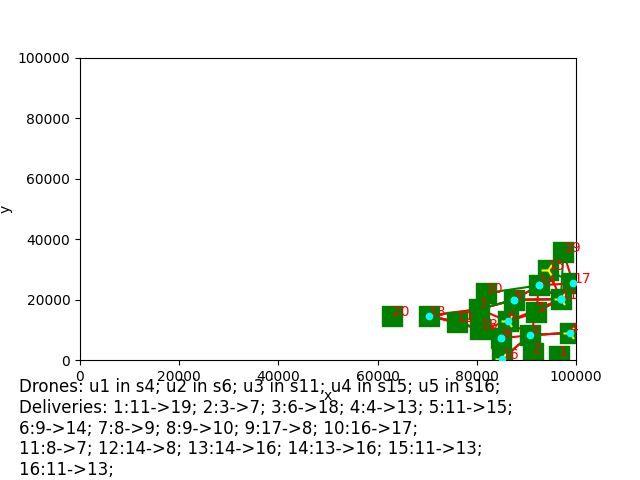 100000
80000
60000
40000
20000
0
y
19
17
10
20
0
20000
40000
60000
80000
100000
x
Drones: u1 in s4; u2 in s6; u3 in s11; u4 in s15; u5 in s16;
Deliveries: 1:11->19; 2:3->7; 3:6->18; 4:4->13; 5:11->15;
6:9->14; 7:8->9; 8:9->10; 9:17->8; 10:16->17;
11:8->7; 12:14->8; 13:14->16; 14:13->16; 15:11->13;
16:11->13;